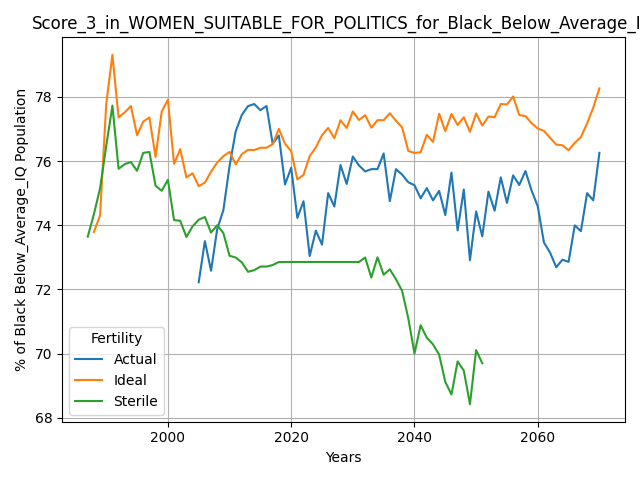 Score_3_in_WOMEN_SUITABLE_FOR_POLITICS_for_Black_Below_Average_I
% of Black Below_Average_IQ Population
78
76
74
72
70
68
Fertility
Actual
Ideal
Sterile
2000 2020 2040 2060
Years